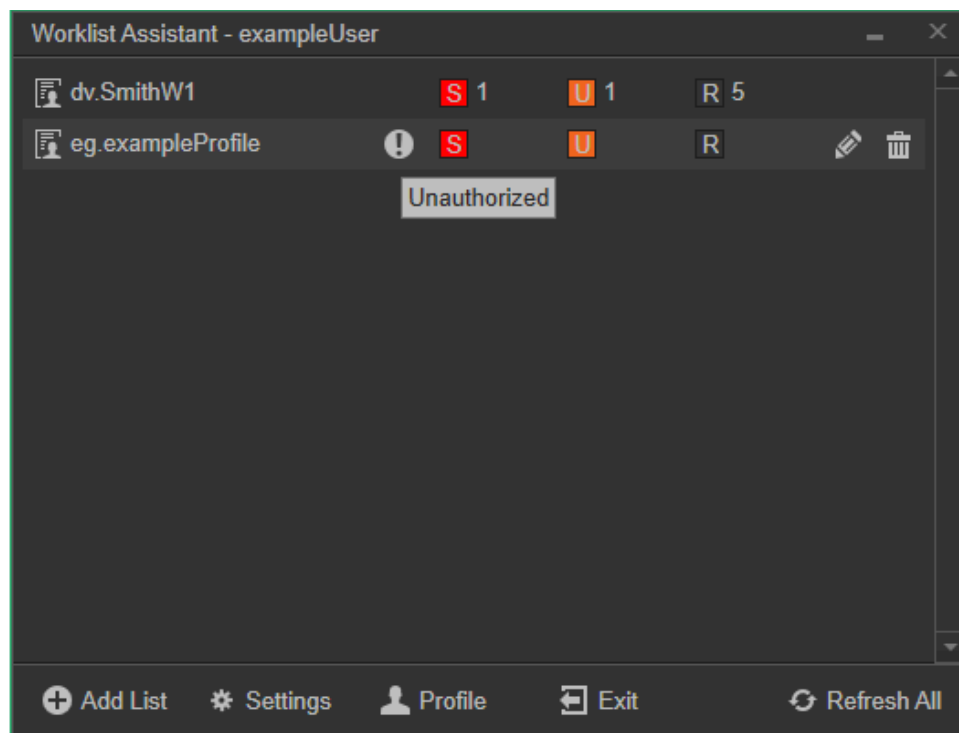 Worklist Assistant - exampleUser
dv.SmithW1 S 1 U 1 R 5
eg.exampleProfile S U R
Unauthorized
Add List Settings Profile Exit Refresh All